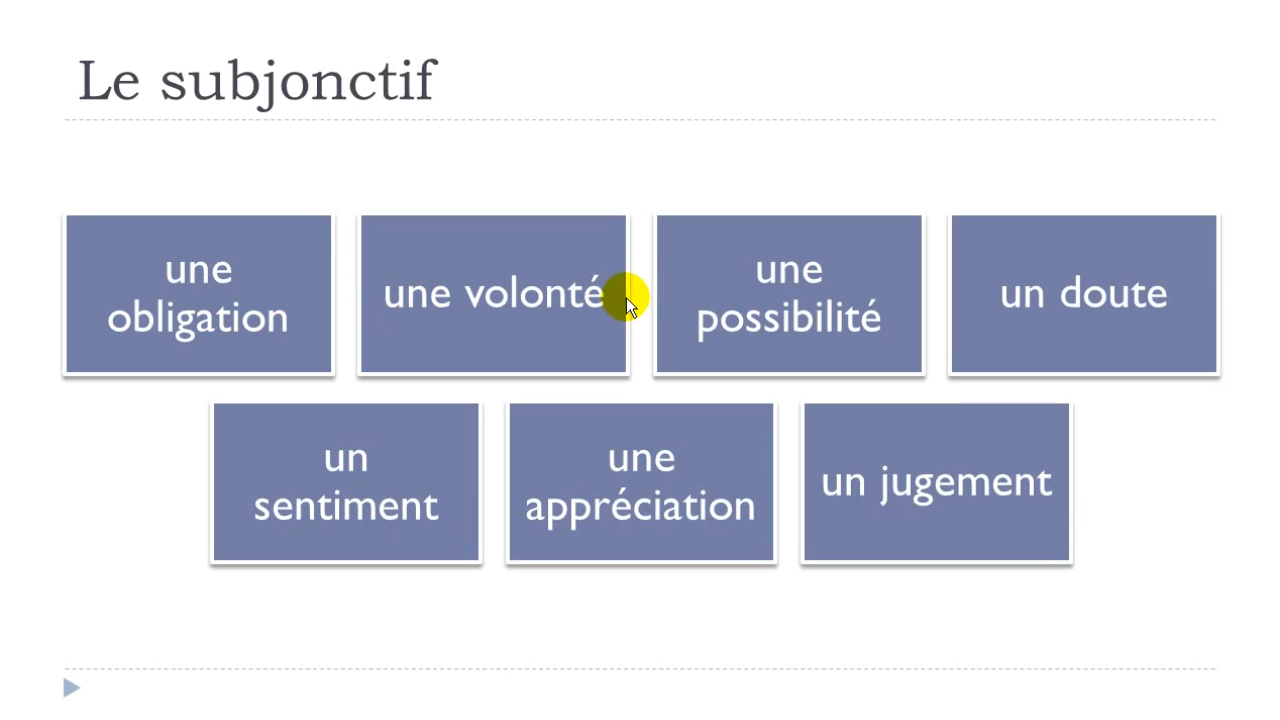 Le subjonctif
une
obligation
une volonté
une
possibilité
un doute
un
sentiment
une
appréciation
un jugement